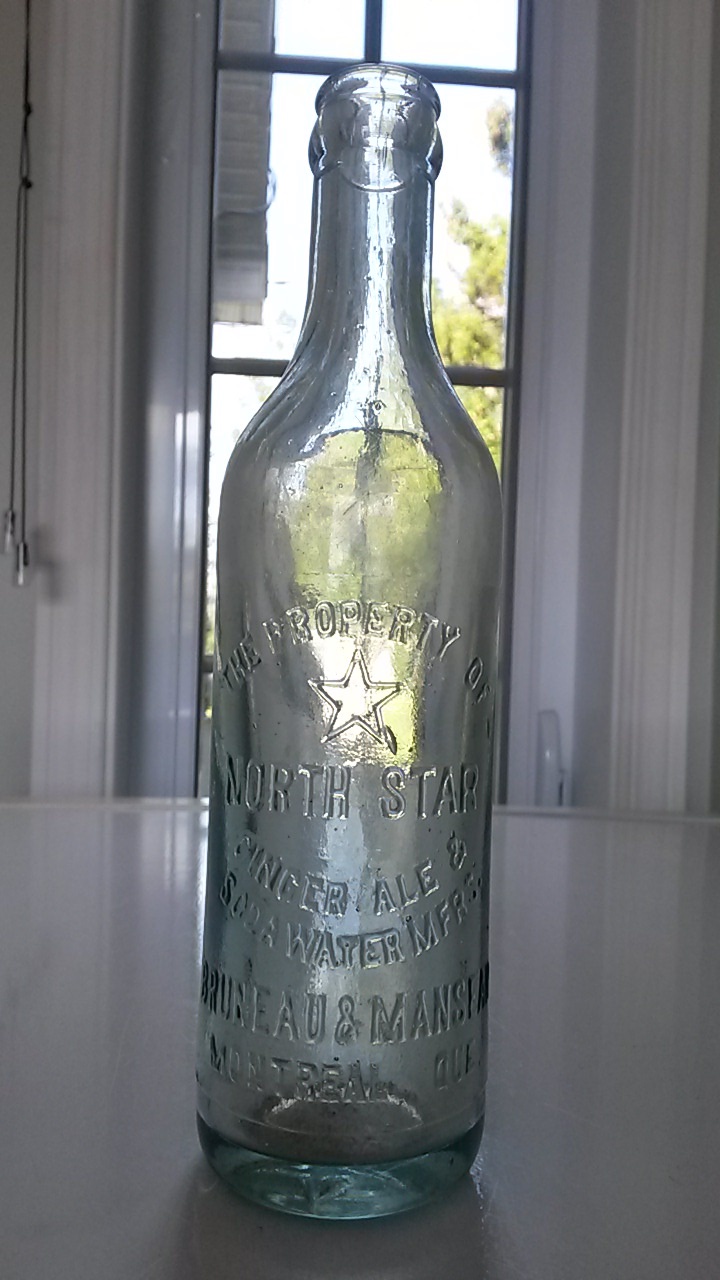 THE PROPERTY OF
NORTH STAR
GINGER ALE &
SODA WATER MFRS.
BRUNEAU & MANSEAU
MONTREAL QUE.